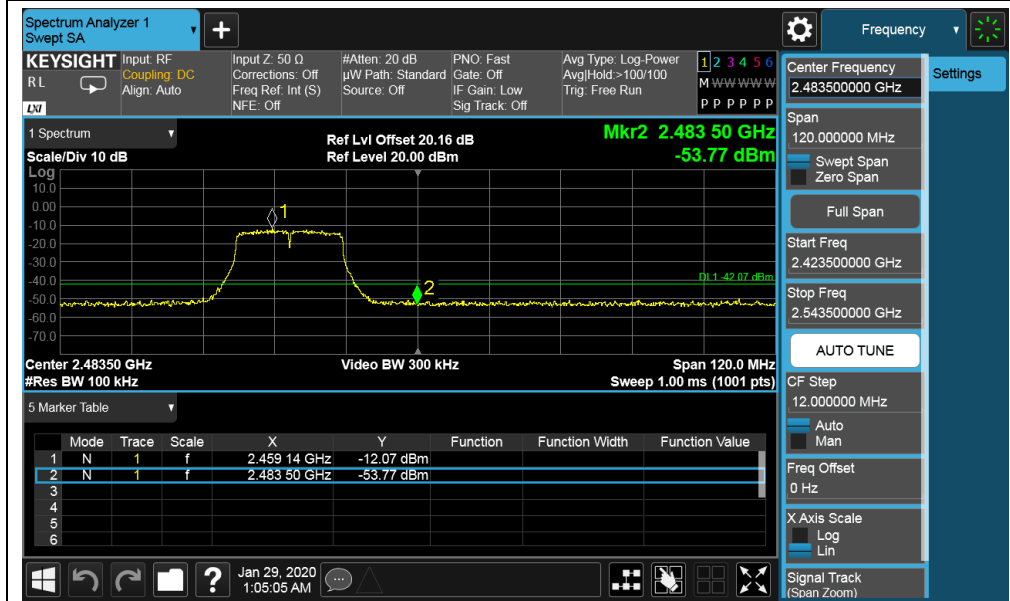 Spectrum Analyzer 1
Swept SA
+
Frequency
KEYSIGHT
RL
LXI
Input: RF
Coupling: DC
Align: Auto
Input Z: 50 Ω
Corrections: Off
Freq Ref: Int (S)
NFE: Off
#Atten: 20 dB
µW Path: Standard
Source: Off
PNO: Fast
Gate: Off
IF Gain: Low
Sig Track: Off
Avg Type: Log-Power
Avg|Hold:>100/100
Trig: Free Run
1 2 3 4 5 6
M W W W W W
P P P P P P
Center Frequency
2.483500000 GHz
Settings
Span
120.000000 MHz
Swept Span
Zero Span
Full Span
Start Freq
2.423500000 GHz
Stop Freq
2.543500000 GHz
AUTO TUNE
CF Step
12.000000 MHz
Auto
Man
Freq Offset
0 Hz
X Axis Scale
Log
Lin
Signal Track
(Span Zoom)
1 Spectrum
Scale/Div 10 dB
Ref Lvl Offset 20.16 dB
Ref Level 20.00 dBm
Mkr2 2.483 50 GHz
-53.77 dBm
Log
10.0
0.00
-10.0
-20.0
-30.0
-40.0
-50.0
-60.0
-70.0
1
2
DL1 -42.07 dBm
Center 2.48350 GHz
#Res BW 100 kHz
Video BW 300 kHz
Span 120.0 MHz
Sweep 1.00 ms (1001 pts)
5 Marker Table
Mode Trace Scale X Y Function Function Width Function Value
1 N 1 f 2.459 14 GHz -12.07 dBm
2 N 1 f 2.483 50 GHz -53.77 dBm
3
4
5
6
?
Jan 29, 2020
1:05:05 AM